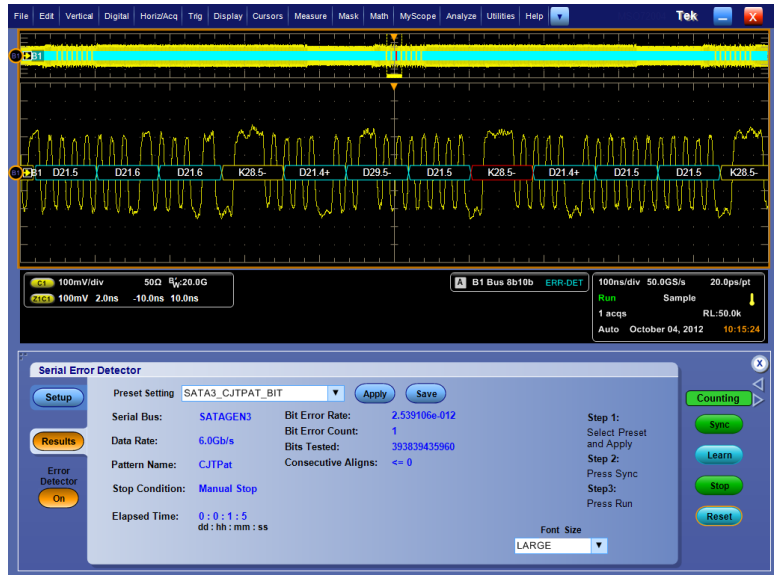 File Edit Vertical Digital Horiz/Acq Trig Display Cursors Measure Mask Math MyScope Analyze Utilities Help Tek X
B1 B1
B1 B1 D21.5 D21.6 D21.6 K28.5- D21.4+ D29.5- D21.5 K28.5- D21.4+ D21.5 D21.5 K28.5-
C1 100mV/div 50Ω BW:20.0G
Z1C1 100mV 2.0ns -10.0ns 10.0ns
A B1 Bus 8b10b ERR-DET
100ns/div 50.0GS/s 20.0ps/pt
Run Sample
1 acqs RL:50.0k
Auto October 04, 2012 10:15:24
Serial Error Detector X
Setup
Results
Error
Detector
On
Preset Setting SATA3_CJTPAT_BIT Apply Save
Serial Bus: SATAGEN3
Data Rate: 6.0Gb/s
Pattern Name: CJTPat
Stop Condition: Manual Stop
Elapsed Time: 0 : 0 : 1 : 5
dd : hh : mm : ss
Bit Error Rate: 2.539106e-012
Bit Error Count: 1
Bits Tested: 393839435960
Consecutive Aligns: <= 0
Step 1:
Select Preset
and Apply
Step 2:
Press Sync
Step3:
Press Run
Font Size
LARGE
Counting
Sync
Learn
Stop
Reset